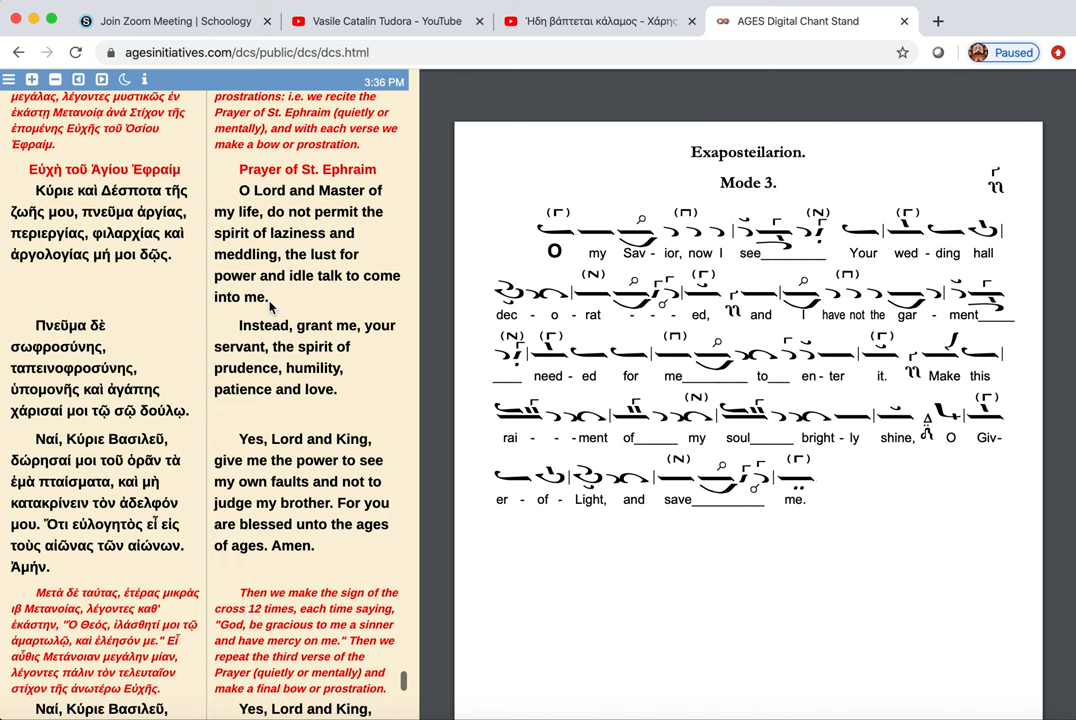 Join Zoom Meeting | Schoology
Vasile Catalin Tudora - YouTube
Ἤδη βάπτεται κάλαμος - Χάρης
AGES Digital Chant Stand
agesinitiatives.com/dcs/public/dcs/dcs.html
Paused
3:36 PM
μεγάλας, λέγοντες μυστικῶς ἐν
ἑκάστῃ Μετανοίᾳ ἀνὰ Στίχον τῆς
ἑπομένης Εὐχῆς τοῦ Ὁσίου
Ἐφραίμ.
Εὐχὴ τοῦ Ἁγίου Ἐφραίμ
Κύριε καὶ Δέσποτα τῆς
ζωῆς μου, πνεῦμα ἀργίας,
περιεργίας, φιλαρχίας καὶ
ἀργολογίας μή μοι δῷς.
Πνεῦμα δὲ
σωφροσύνης,
ταπεινοφροσύνης,
ὑπομονῆς καὶ ἀγάπης
χάρισαί μοι τῷ σῷ δούλῳ.
Ναί, Κύριε Βασιλεῦ,
δώρησαί μοι τοῦ ὁρᾶν τὰ
ἐμὰ πταίσματα, καὶ μὴ
κατακρίνειν τὸν ἀδελφόν
μου. Ὅτι εὐλογητὸς εἶ εἰς
τοὺς αἰῶνας τῶν αἰώνων.
Ἀμήν.
Μετὰ δὲ ταύτας, ἑτέρας μικρὰς
ιβ Μετανοίας, λέγοντες καθ'
ἑκάστην, "Ὁ Θεός, ἱλάσθητί μοι τῷ
ἁμαρτωλῷ, καὶ ἐλέησόν με." Εἶ
αὖθις Μετάνοιαν μεγάλην μίαν,
λέγοντες πάλιν τὸν τελευταῖον
στίχον τῆς ἀνωτέρω Εὐχῆς.
Ναί, Κύριε Βασιλεῦ,
prostrations: i.e. we recite the
Prayer of St. Ephraim (quietly or
mentally), and with each verse we
make a bow or prostration.
Prayer of St. Ephraim
O Lord and Master of
my life, do not permit the
spirit of laziness and
meddling, the lust for
power and idle talk to come
into me.
Instead, grant me, your
servant, the spirit of
prudence, humility,
patience and love.
Yes, Lord and King,
give me the power to see
my own faults and not to
judge my brother. For you
are blessed unto the ages
of ages. Amen.
Then we make the sign of the
cross 12 times, each time saying,
"God, be gracious to me a sinner
and have mercy on me." Then we
repeat the third verse of the
Prayer (quietly or mentally) and
make a final bow or prostration.
Yes, Lord and King,
Exaposteilarion.
Mode 3.
(Γ) (Π) (Ν) (Γ)
O my Sav - ior, now I see________ Your wed - ding hall
(Ν) (Γ) (Π)
dec - o - rat - - - ed, and I have not the gar - ment_____
(Ν) (Γ) (Π) (Γ)
____ need - ed for me_________ to___ en - ter it. Make this
(Ν) (Γ)
rai - - - ment of______ my soul______ bright - ly shine, O Giv-
(Ν) (Γ)
er - of - Light, and save__________ me.